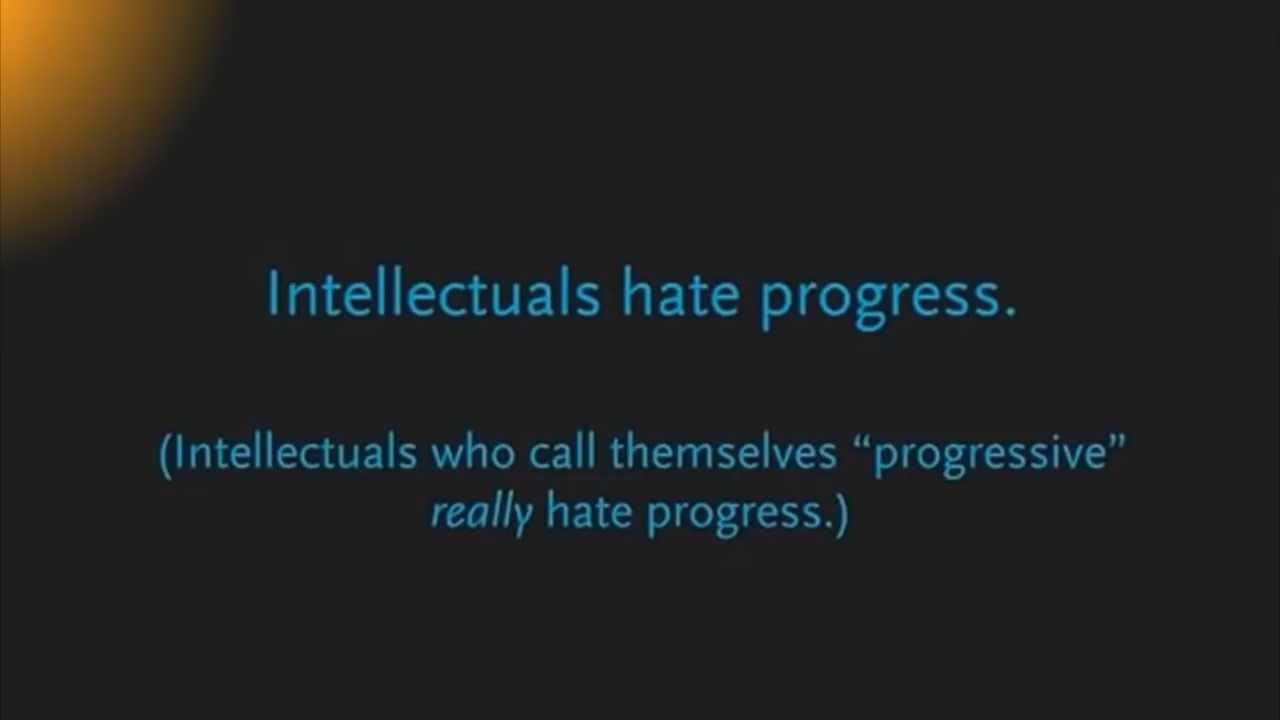 Intellectuals hate progress.
(Intellectuals who call themselves “progressive”
really hate progress.)